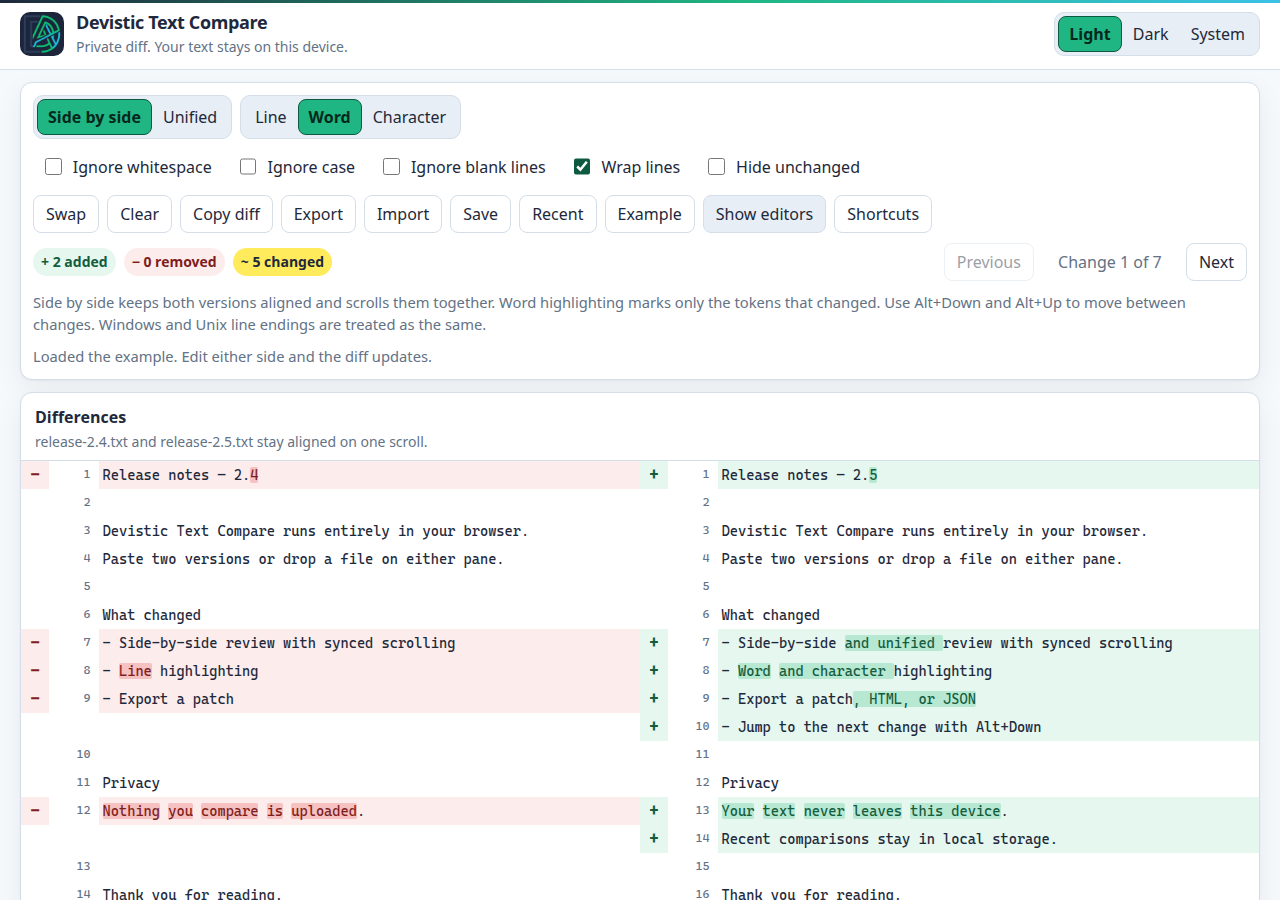 Devistic Text Compare
Private diff. Your text stays on this device.
Light Dark System
Side by side Unified Line Word Character
Ignore whitespace Ignore case Ignore blank lines Wrap lines Hide unchanged
Swap Clear Copy diff Export Import Save Recent Example Show editors Shortcuts
+ 2 added − 0 removed ~ 5 changed Previous Change 1 of 7 Next
Side by side keeps both versions aligned and scrolls them together. Word highlighting marks only the tokens that changed. Use Alt+Down and Alt+Up to move between
changes. Windows and Unix line endings are treated as the same.
Loaded the example. Edit either side and the diff updates.
Differences
release-2.4.txt and release-2.5.txt stay aligned on one scroll.
− 1 Release notes — 2.4 + 1 Release notes — 2.5
2 2
3 Devistic Text Compare runs entirely in your browser. 3 Devistic Text Compare runs entirely in your browser.
4 Paste two versions or drop a file on either pane. 4 Paste two versions or drop a file on either pane.
5 5
6 What changed 6 What changed
− 7 - Side-by-side review with synced scrolling + 7 - Side-by-side and unified review with synced scrolling
− 8 - Line highlighting + 8 - Word and character highlighting
− 9 - Export a patch + 9 - Export a patch, HTML, or JSON
+ 10 - Jump to the next change with Alt+Down
10 11
11 Privacy 12 Privacy
− 12 Nothing you compare is uploaded. + 13 Your text never leaves this device.
+ 14 Recent comparisons stay in local storage.
13 15
14 Thank you for reading. 16 Thank you for reading.